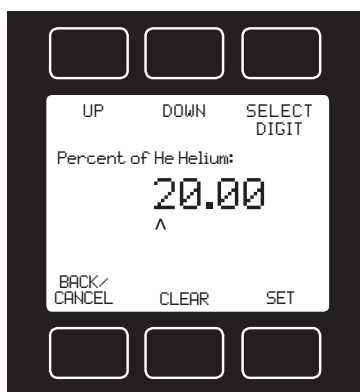 UP DOWN SELECT
DIGIT
Percent of He Helium:
20.00
^
BACK/
CANCEL CLEAR SET